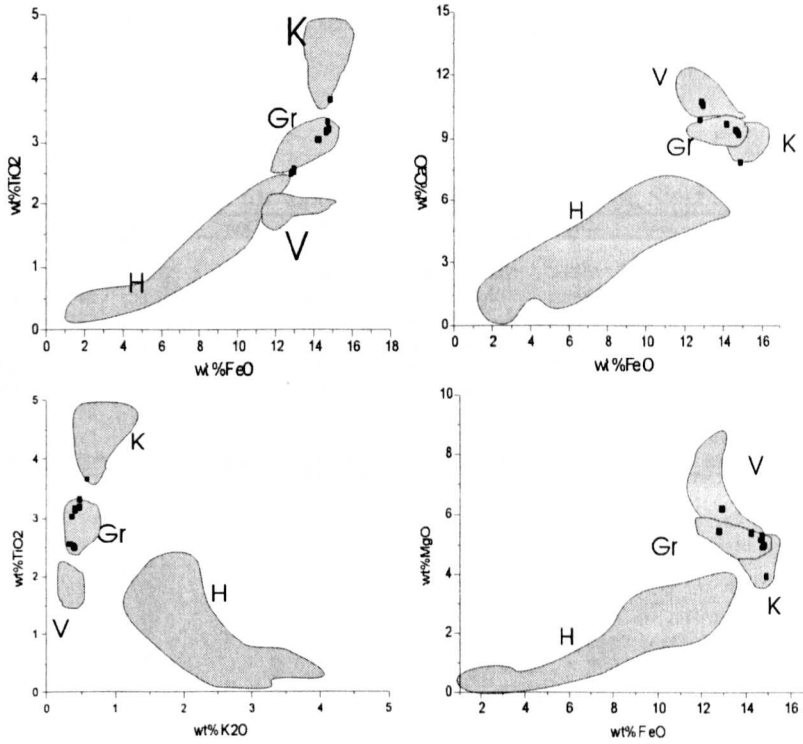 5
4
3
2
1
0
wt%TiO2
K
Gr
H
V
0 2 4 6 8 10 12 14 16 18
wt%FeO
15
12
9
6
3
0
wt%CaO
V
Gr
K
H
0 2 4 6 8 10 12 14 16
wt%FeO
5
4
3
2
1
0
wt%TiO2
K
Gr
V
H
0 1 2 3 4 5
wt%K2O
10
8
6
4
2
0
wt%MgO
V
Gr
K
H
2 4 6 8 10 12 14 16
wt%FeO